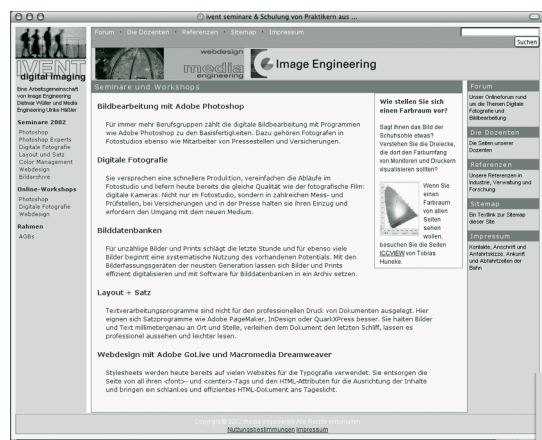 ivent seminare & Schulung von Praktikern aus ...
Forum • Die Dozenten • Referenzen • Sitemap • Impressum
Suchen
IVENT
digital imaging
webdesign
media
engineering
Image Engineering
Eine Arbeitsgemeinschaft
von Image Engineering
Dietmar Wüller und Media
Engineering Ulrike Häßler
Seminare 2002
Photoshop
Photoshop Experts
Digitale Fotografie
Layout und Satz
Color Management
Webdesign
Bildarchive
Online-Workshops
Photoshop
Digitale Fotografie
Webdesign
Rahmen
AGBs
Seminare und Workshops
Bildbearbeitung mit Adobe Photoshop
Für immer mehr Berufsgruppen zählt die digitale Bildbearbeitung mit Programmen
wie Adobe Photoshop zu den Basisfertigkeiten. Dazu gehören Fotografen in
Fotostudios ebenso wie Mitarbeiter von Pressestellen und Versicherungen.
Digitale Fotografie
Sie versprechen eine schnellere Produktion, vereinfachen die Abläufe im
Fotostudio und liefern heute bereits die gleiche Qualität wie der fotografische Film:
digitale Kameras. Nicht nur im Fotostudio, sondern in zahlreichen Mess- und
Prüfstellen, bei Versicherungen und in der Presse halten sie ihren Einzug und
erfordern den Umgang mit dem neuen Medium.
Bilddatenbanken
Für unzählige Bilder und Prints schlägt die letzte Stunde und für ebenso viele
Bilder beginnt eine systematische Nutzung des vorhandenen Potentials. Mit den
Bilderfassungsgeräten der neusten Generation lassen sich Bilder und Prints
effizient digitalisieren und mit Software für Bilddatenbanken in ein Archiv setzen.
Layout + Satz
Textverarbeitungsprogramme sind nicht für den professionellen Druck von Dokumenten ausgelegt. Hier
eignen sich Satzprogramme wie Adobe PageMaker, InDesign oder QuarkXPress besser. Sie halten Bilder
und Text millimetergenau an Ort und Stelle, verleihen dem Dokument den letzten Schliff, lassen es
professionel aussehen und leichter lesen.
Webdesign mit Adobe GoLive und Macromedia Dreamweaver
Stylesheets werden heute bereits auf vielen Websites für die Typografie verwendet. Sie entsorgen die
Seite von all ihren <font>- und <center>-Tags und den HTML-Attributen für die Ausrichtung der Inhalte
und bringen ein schlankes und effizientes HTML-Dokument ans Tageslicht.
Wie stellen Sie sich
einen Farbraum vor?
Sagt Ihnen das Bild der
Schuhsohle etwas?
Verstehen Sie die Dreiecke,
die dort den Farbumfang
von Monitoren und Druckern
visualisieren sollten?
Wenn Sie
einen
Farbraum
von allen
Seiten
sehen
wollen,
besuchen Sie die Seiten
ICCVIEW von Tobias
Huneke.
Forum
Unser Onlineforum rund
um die Themen Digitale
Fotografie und
Bildbearbeitung
Die Dozenten
Die Seiten unserer
Dozenten
Referenzen
Unsere Referenzen in
Industrie, Verwaltung und
Forschung
Sitemap
Ein Textlink zur Sitemap
dieser Site
Impressum
Kontakte, Anschrift und
Anfahrtskizze. Ankunft
und Abfahrtzeiten der
Bahn
Copyright © 2002 media engineering Alle Rechte vorbehalten
Nutzungsbestimmungen Impressum